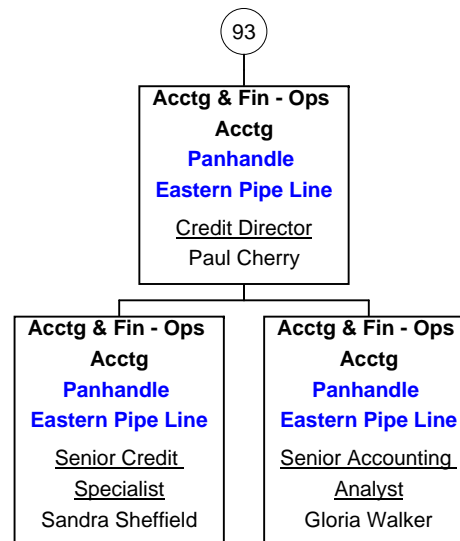 93
Acctg & Fin - Ops
Acctg
Panhandle
Eastern Pipe Line
Credit Director
Paul Cherry
Acctg & Fin - Ops
Acctg
Panhandle
Eastern Pipe Line
Senior Credit
Specialist
Sandra Sheffield
Acctg & Fin - Ops
Acctg
Panhandle
Eastern Pipe Line
Senior Accounting
Analyst
Gloria Walker